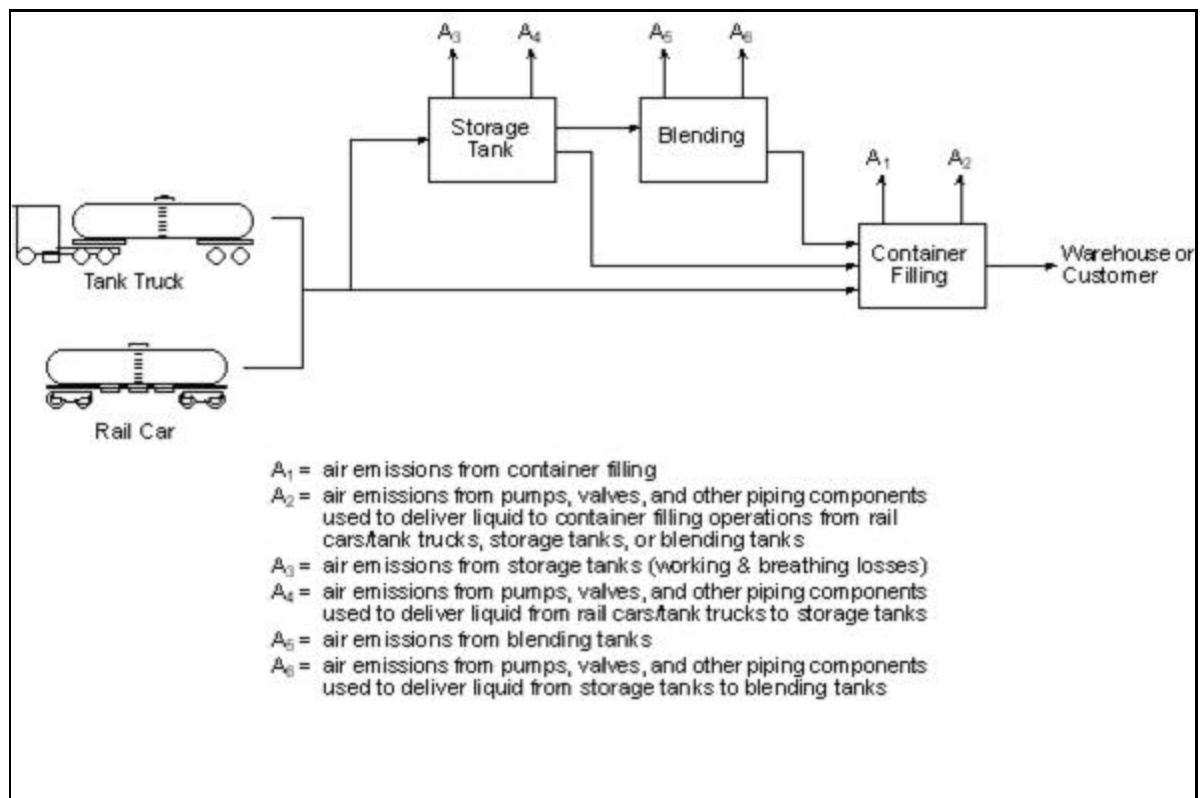 A₃ A₄ A₅ A₆
Storage
Tank
Blending
A₁ A₂
Container
Filling
Warehouse or
Customer
Tank Truck
Rail Car
A₁ = air emissions from container filling
A₂ = air emissions from pumps, valves, and other piping components
used to deliver liquid to container filling operations from rail
cars/tank trucks, storage tanks, or blending tanks
A₃ = air emissions from storage tanks (working & breathing losses)
A₄ = air emissions from pumps, valves, and other piping components
used to deliver liquid from rail cars/tank trucks to storage tanks
A₅ = air emissions from blending tanks
A₆ = air emissions from pumps, valves, and other piping components
used to deliver liquid from storage tanks to blending tanks